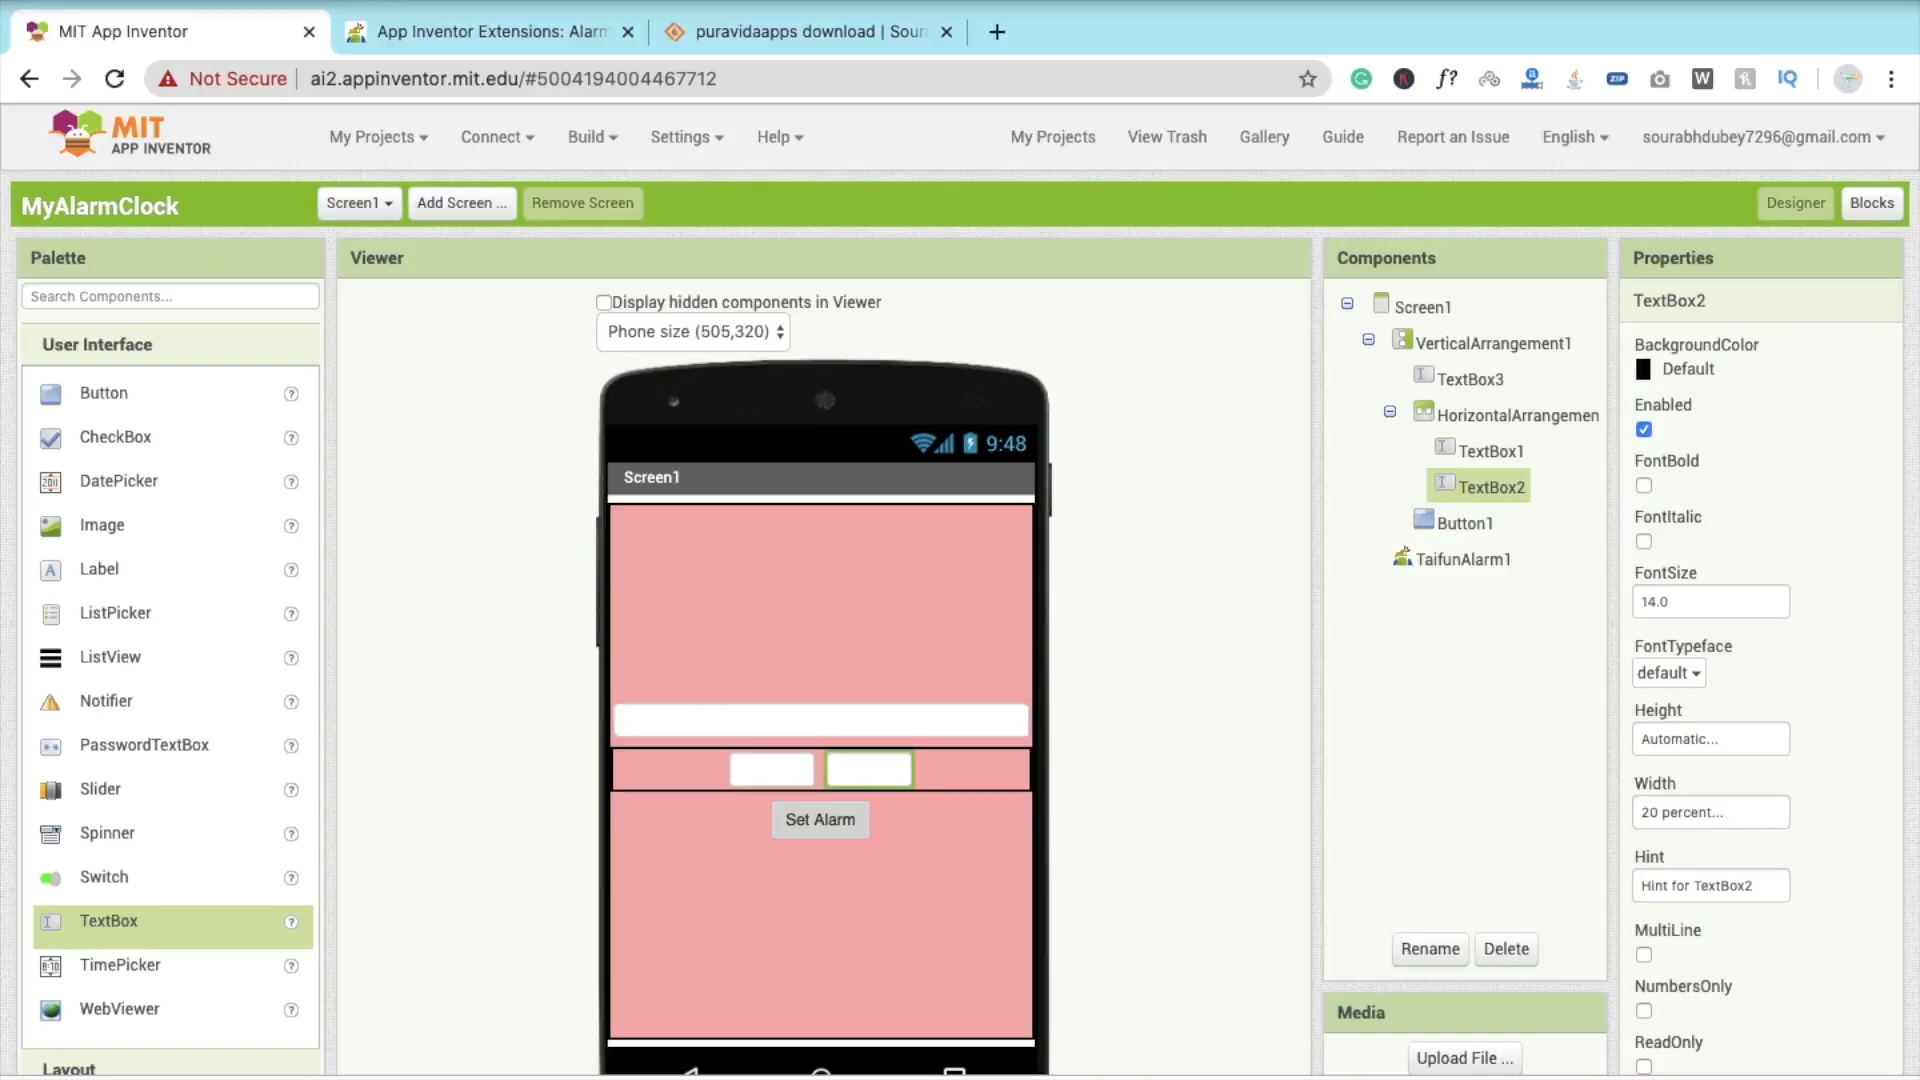 MIT App Inventor
App Inventor Extensions: Alarm
puravidaapps download | Sour
Not Secure
ai2.appinventor.mit.edu/#5004194004467712
f?
ZIP
W
IQ
MIT
APP INVENTOR
My Projects
Connect
Build
Settings
Help
My Projects
View Trash
Gallery
Guide
Report an Issue
English
sourabhdubey7296@gmail.com
MyAlarmClock
Screen1
Add Screen ...
Remove Screen
Designer
Blocks
Palette
Search Components...
User Interface
Button
CheckBox
DatePicker
Image
Label
ListPicker
ListView
Notifier
PasswordTextBox
Slider
Spinner
Switch
TextBox
TimePicker
WebViewer
Layout
Viewer
Display hidden components in Viewer
Phone size (505,320)
9:48
Screen1
Set Alarm
Components
Screen1
VerticalArrangement1
TextBox3
HorizontalArrangemen
TextBox1
TextBox2
Button1
TaifunAlarm1
Rename
Delete
Media
Upload File ...
Properties
TextBox2
BackgroundColor
Default
Enabled
FontBold
FontItalic
FontSize
14.0
FontTypeface
default
Height
Automatic...
Width
20 percent...
Hint
Hint for TextBox2
MultiLine
NumbersOnly
ReadOnly